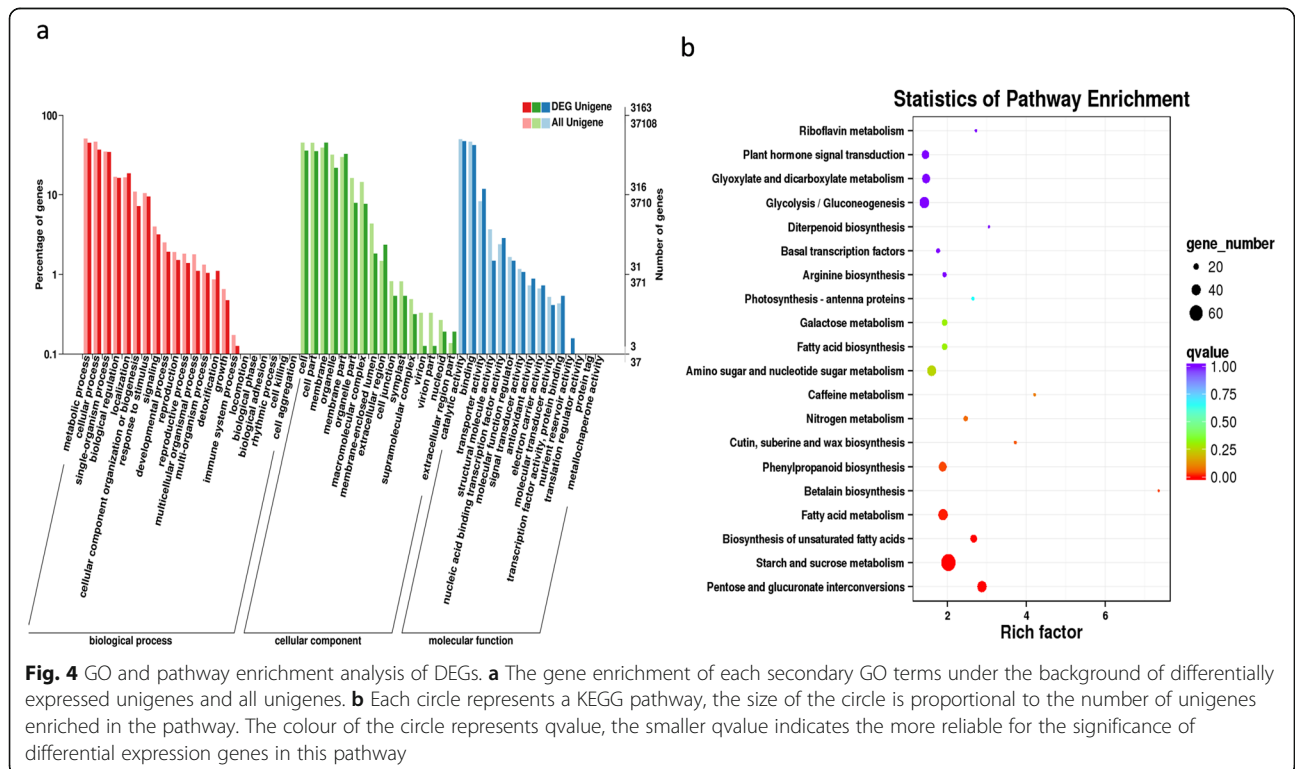 a
DEG Unigene
All Unigene
Percentage of genes
100
10
1
0.1
3163
37108
316
3710
31
371
3
37
Number of genes
metabolic process
cellular process
single-organism process
biological regulation
localization
cellular component organization or biogenesis
response to stimulus
signaling
developmental process
reproduction
reproductive process
multicellular organismal process
multi-organism process
detoxification
growth
immune system process
locomotion
biological phase
biological adhesion
rhythmic process
cell killing
cell aggregation
cell
cell part
membrane
organelle
membrane part
organelle part
macromolecular complex
membrane-enclosed lumen
extracellular region
cell junction
symplast
supramolecular complex
virion
virion part
nucleoid
extracellular region part
catalytic activity
binding
transporter activity
structural molecule activity
nucleic acid binding transcription factor activity
molecular function regulator
signal transducer activity
antioxidant activity
electron carrier activity
molecular transducer activity
transcription factor activity, protein binding
nutrient reservoir activity
translation regulator activity
protein tag
metallochaperone activity
biological process
cellular component
molecular function
b
Statistics of Pathway Enrichment
Riboflavin metabolism
Plant hormone signal transduction
Glyoxylate and dicarboxylate metabolism
Glycolysis / Gluconeogenesis
Diterpenoid biosynthesis
Basal transcription factors
Arginine biosynthesis
Photosynthesis - antenna proteins
Galactose metabolism
Fatty acid biosynthesis
Amino sugar and nucleotide sugar metabolism
Caffeine metabolism
Nitrogen metabolism
Cutin, suberine and wax biosynthesis
Phenylpropanoid biosynthesis
Betalain biosynthesis
Fatty acid metabolism
Biosynthesis of unsaturated fatty acids
Starch and sucrose metabolism
Pentose and glucuronate interconversions
2
4
6
Rich factor
gene_number
20
40
60
qvalue
1.00
0.75
0.50
0.25
0.00
Fig. 4 GO and pathway enrichment analysis of DEGs. a The gene enrichment of each secondary GO terms under the background of differentially
expressed unigenes and all unigenes. b Each circle represents a KEGG pathway, the size of the circle is proportional to the number of unigenes
enriched in the pathway. The colour of the circle represents qvalue, the smaller qvalue indicates the more reliable for the significance of
differential expression genes in this pathway